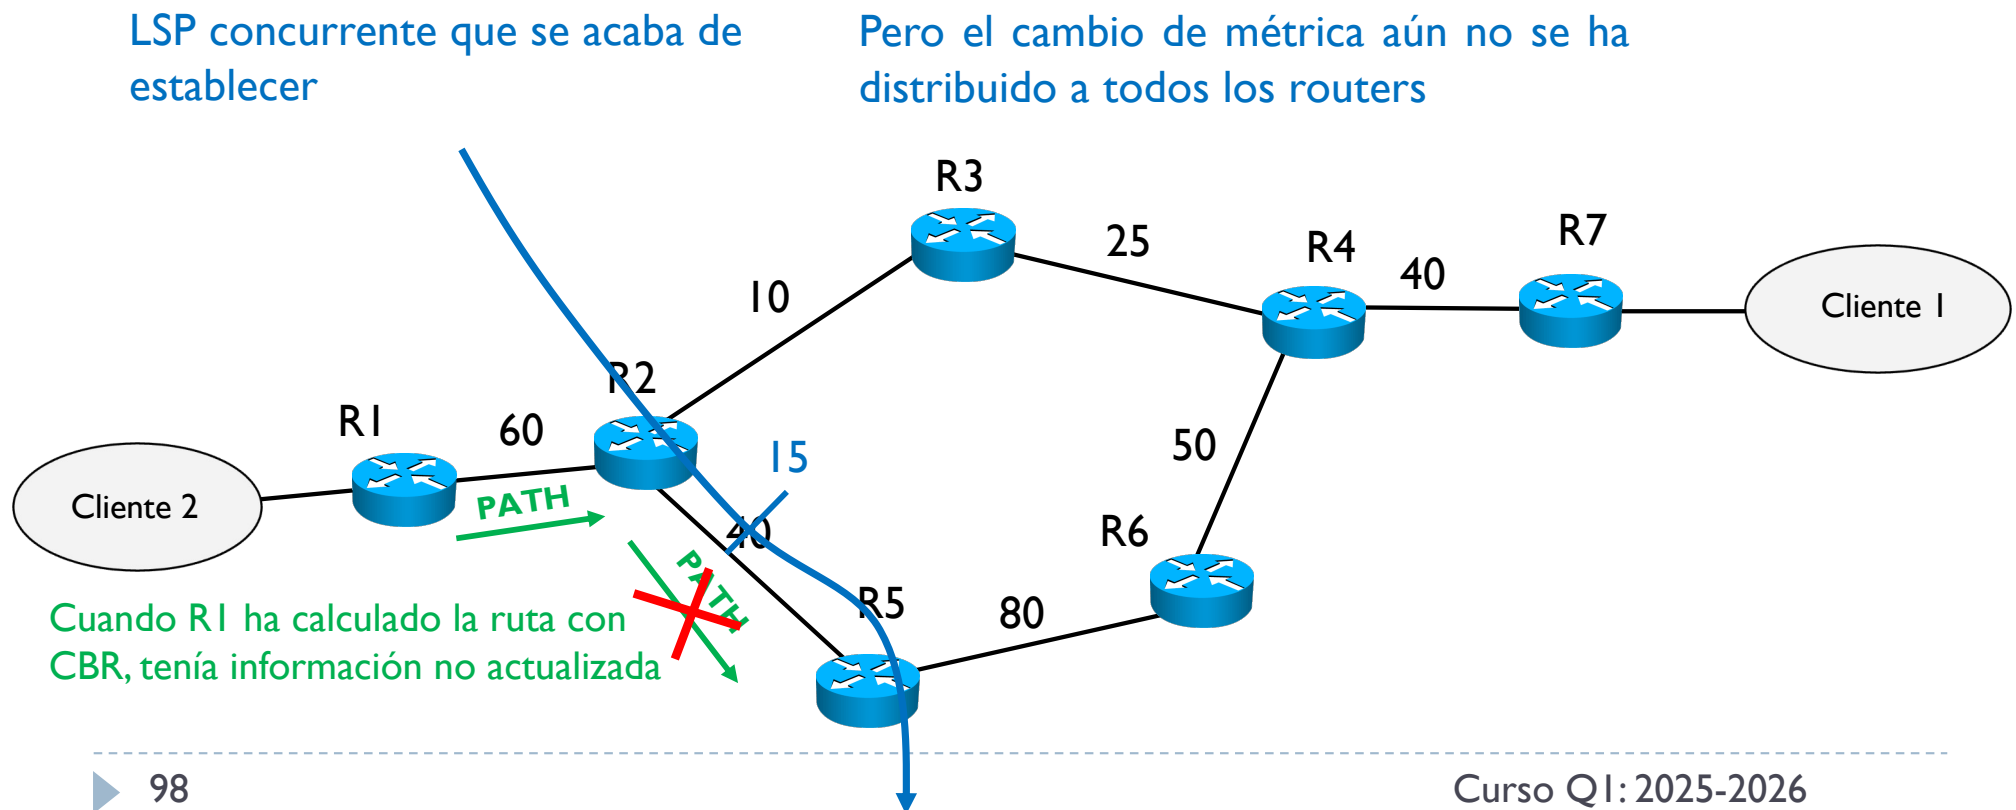 LSP concurrente que se acaba de
establecer
Pero el cambio de métrica aún no se ha
distribuido a todos los routers
R3
25
R4
R7
40
Cliente 1
10
R2
R1
60
15
50
Cliente 2
PATH
40
R6
PATH
R5
80
Cuando R1 ha calculado la ruta con
CBR, tenía información no actualizada
98
Curso Q1: 2025-2026